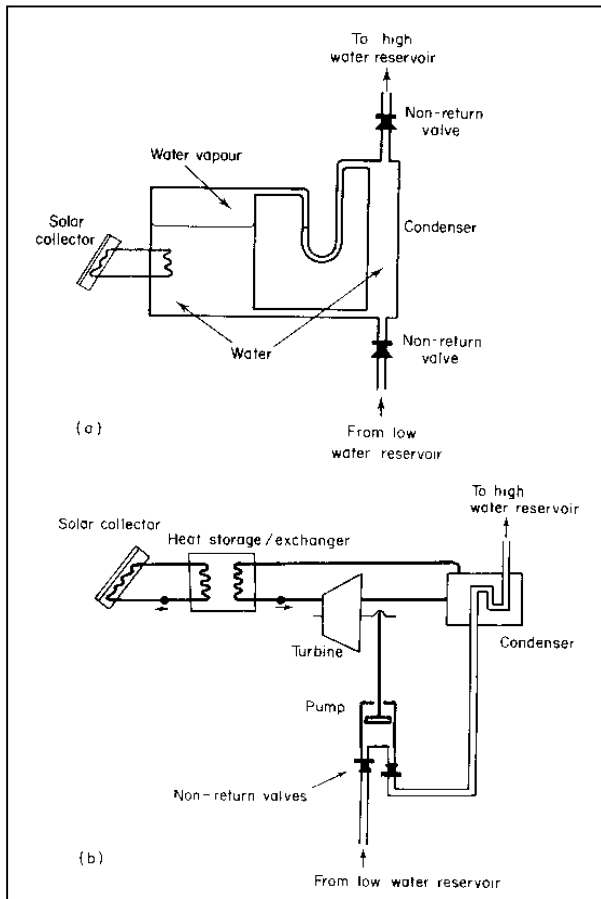 To high
water reservoir
Non-return
valve
Water vapour
Solar
collector
Condenser
Water
Non-return
valve
(a)
From low
water reservoir
To high
water reservoir
Solar collector
Heat storage/exchanger
Condenser
Turbine
Pump
Non-return valves
(b)
From low water reservoir